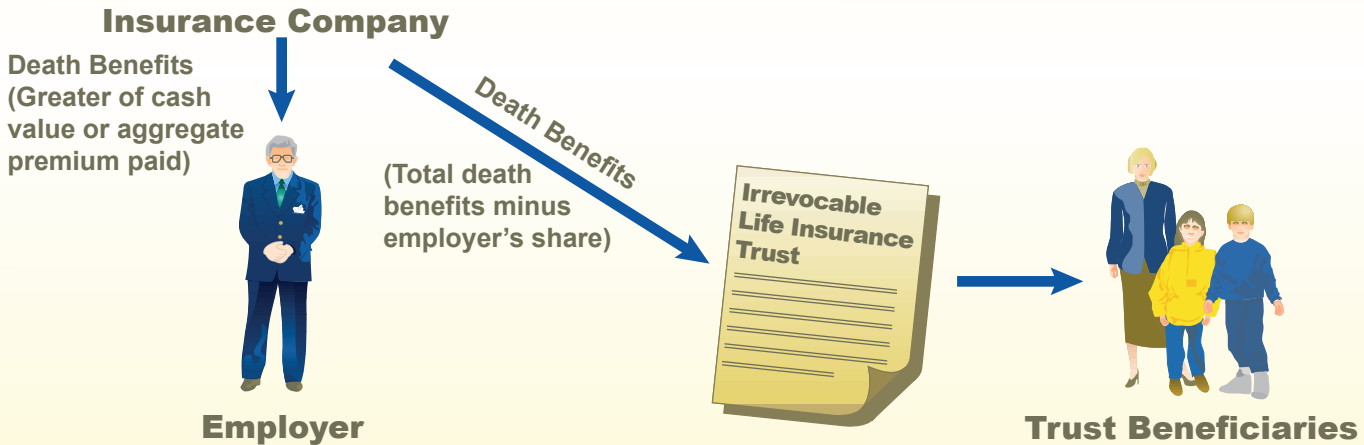 Insurance Company
Death Benefits
(Greater of cash
value or aggregate
premium paid)
Death Benefits
(Total death
benefits minus
employer's share)
Irrevocable
Life Insurance
Trust
Employer
Trust Beneficiaries